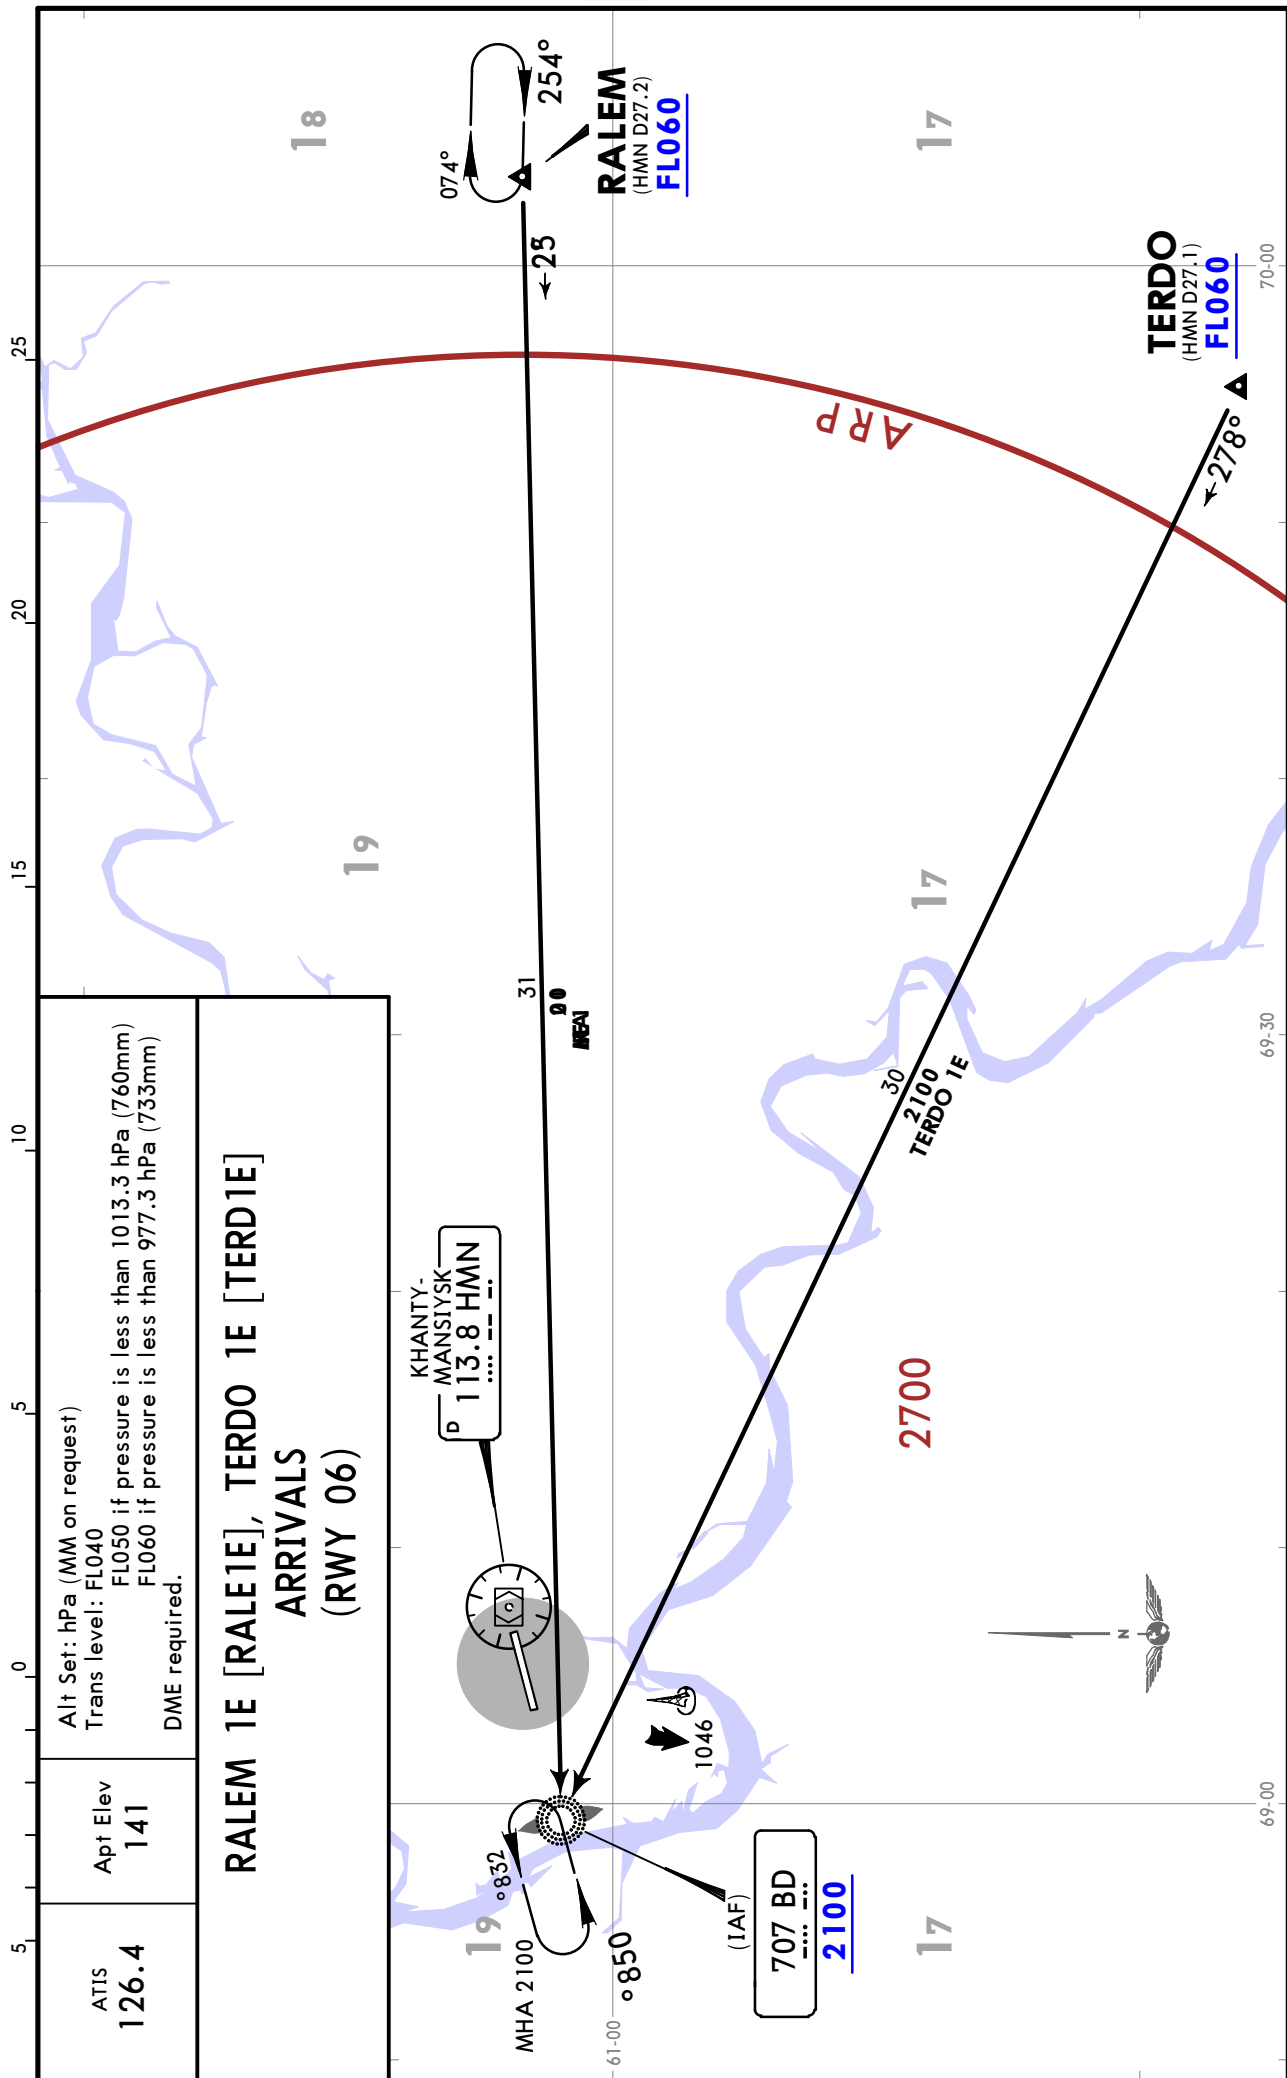 ATIS
126.4
Apt Elev
141
Alt Set: hPa (MM on request)
Trans level: FL040
FL050 if pressure is less than 1013.3 hPa (760mm)
FL060 if pressure is less than 977.3 hPa (733mm)
DME required.
RALEM 1E [RALE1E], TERDO 1E [TERD1E]
ARRIVALS
(RWY 06)
5
0
5
10
15
20
25
18
19
19
17
17
17
074°
254°
RALEM
(HMN D27.2)
FL060
31
KHANTY-
MANSIYSK
D
113.8 HMN
238°
MHA 2100
058°
61-00
(IAF)
707 BD
2100
1046
30
2100
TERDO 1E
ARP
2700
N
TERDO
(HMN D27.1)
FL060
278°
69-00
69-30
70-00